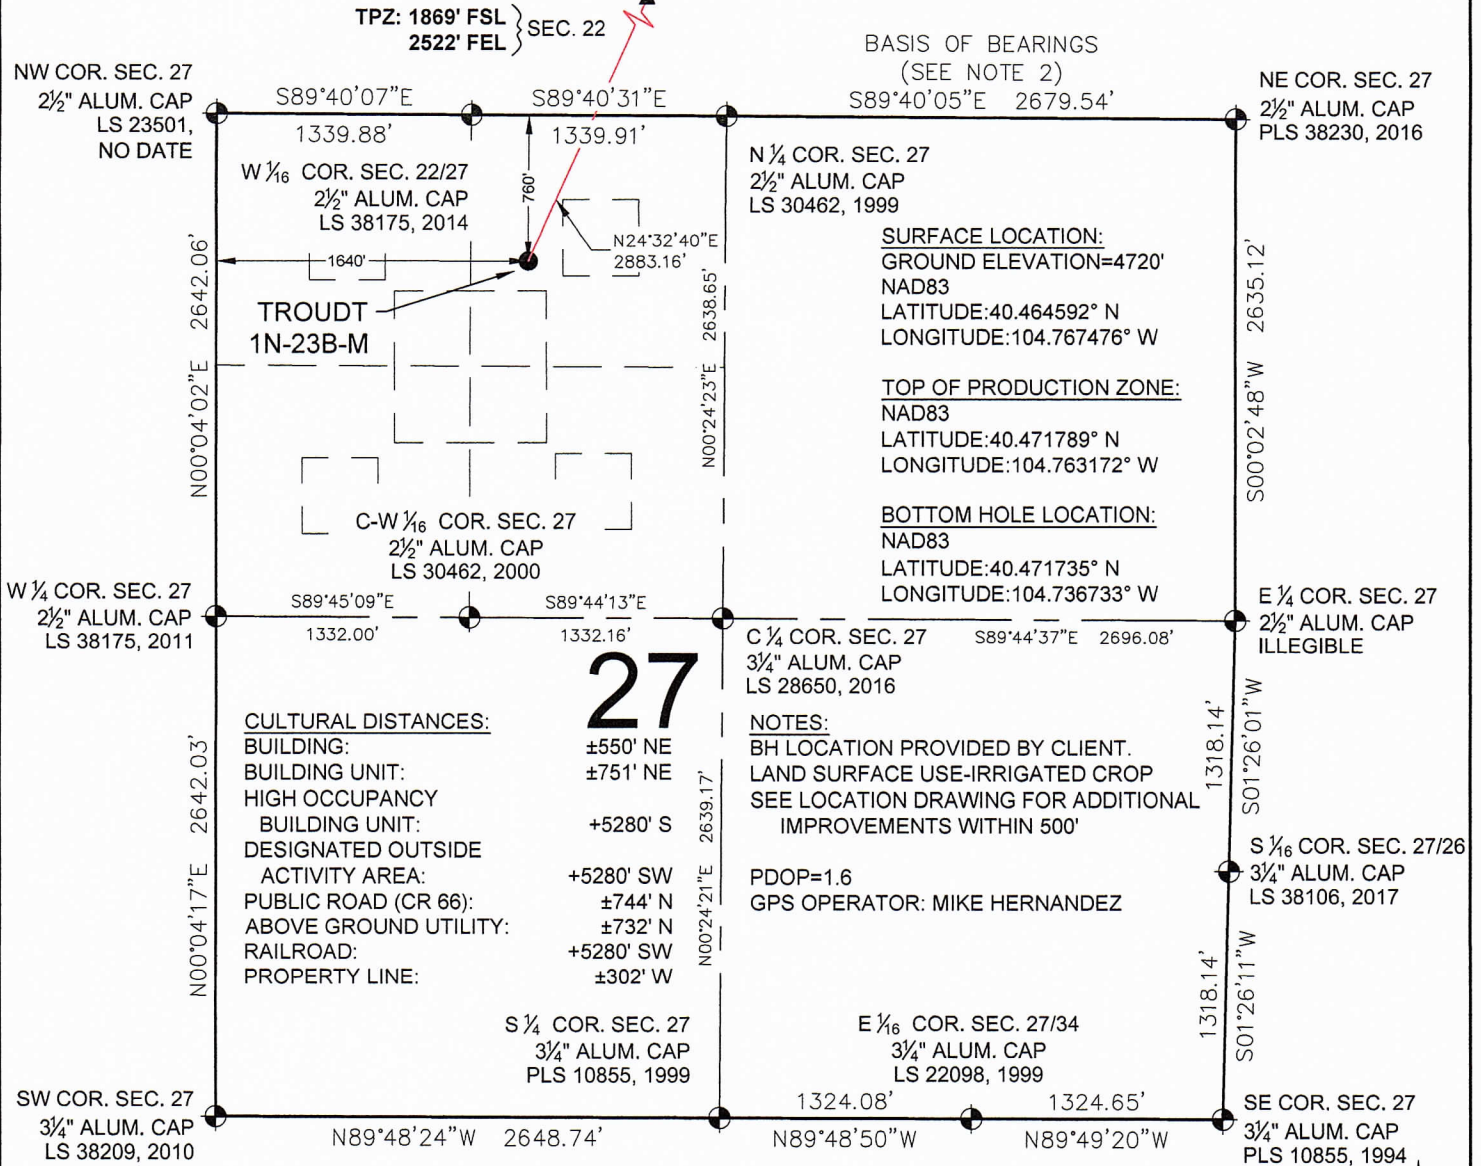 TPZ: 1869' FSL
2522' FEL
SEC. 22
BASIS OF BEARINGS
(SEE NOTE 2)
S89°40'05"E 2679.54'
NW COR. SEC. 27
2½" ALUM. CAP
LS 23501,
NO DATE
S89°40'07"E
1339.88'
S89°40'31"E
1339.91'
NE COR. SEC. 27
2½" ALUM. CAP
PLS 38230, 2016
W 1⁄16 COR. SEC. 22/27
2½" ALUM. CAP
LS 38175, 2014
760'
N ¼ COR. SEC. 27
2½" ALUM. CAP
LS 30462, 1999
N24°32'40"E
2883.16'
1640'
TROUDT
1N-23B-M
N00°04'02"E 2642.06'
N00°24'23"E 2638.65'
SURFACE LOCATION:
GROUND ELEVATION=4720'
NAD83
LATITUDE:40.464592° N
LONGITUDE:104.767476° W
TOP OF PRODUCTION ZONE:
NAD83
LATITUDE:40.471789° N
LONGITUDE:104.763172° W
BOTTOM HOLE LOCATION:
NAD83
LATITUDE:40.471735° N
LONGITUDE:104.736733° W
S00°02'48"W 2635.12'
C-W 1⁄16 COR. SEC. 27
2½" ALUM. CAP
LS 30462, 2000
W ¼ COR. SEC. 27
2½" ALUM. CAP
LS 38175, 2011
S89°45'09"E
1332.00'
S89°44'13"E
1332.16'
C ¼ COR. SEC. 27
3¼" ALUM. CAP
LS 28650, 2016
S89°44'37"E 2696.08'
E ¼ COR. SEC. 27
2½" ALUM. CAP
ILLEGIBLE
27
CULTURAL DISTANCES:
BUILDING: ±550' NE
BUILDING UNIT: ±751' NE
HIGH OCCUPANCY
BUILDING UNIT: +5280' S
DESIGNATED OUTSIDE
ACTIVITY AREA: +5280' SW
PUBLIC ROAD (CR 66): ±744' N
ABOVE GROUND UTILITY: ±732' N
RAILROAD: +5280' SW
PROPERTY LINE: ±302' W
N00°04'17"E 2642.03'
N00°24'21"E 2639.17'
NOTES:
BH LOCATION PROVIDED BY CLIENT.
LAND SURFACE USE-IRRIGATED CROP
SEE LOCATION DRAWING FOR ADDITIONAL
IMPROVEMENTS WITHIN 500'
PDOP=1.6
GPS OPERATOR: MIKE HERNANDEZ
1318.14'
S01°26'01"W
S 1⁄16 COR. SEC. 27/26
3¼" ALUM. CAP
LS 38106, 2017
1318.14'
S01°26'11"W
S ¼ COR. SEC. 27
3¼" ALUM. CAP
PLS 10855, 1999
E 1⁄16 COR. SEC. 27/34
3¼" ALUM. CAP
LS 22098, 1999
SW COR. SEC. 27
3¼" ALUM. CAP
LS 38209, 2010
N89°48'24"W 2648.74'
1324.08'
N89°48'50"W
1324.65'
N89°49'20"W
SE COR. SEC. 27
3¼" ALUM. CAP
PLS 10855, 1994